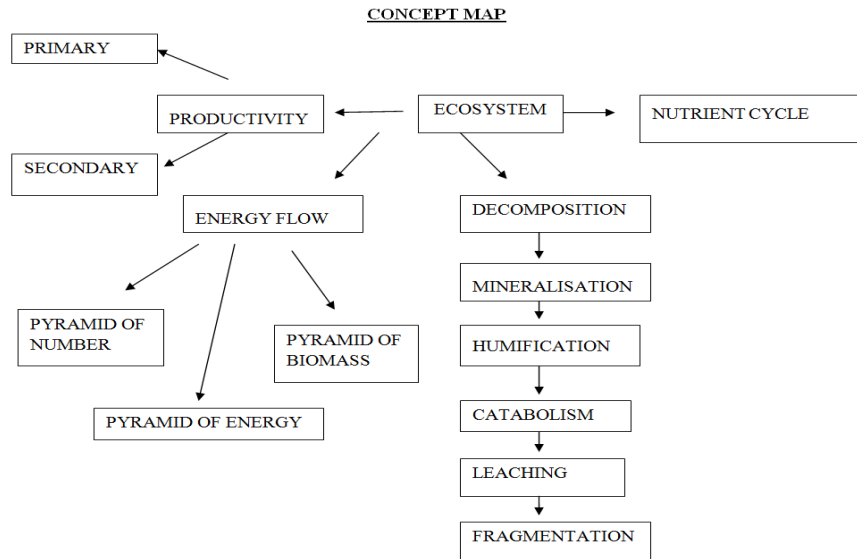 CONCEPT MAP
PRIMARY
PRODUCTIVITY
ECOSYSTEM
NUTRIENT CYCLE
SECONDARY
ENERGY FLOW
DECOMPOSITION
MINERALISATION
PYRAMID OF
NUMBER
PYRAMID OF
BIOMASS
HUMIFICATION
PYRAMID OF ENERGY
CATABOLISM
LEACHING
FRAGMENTATION